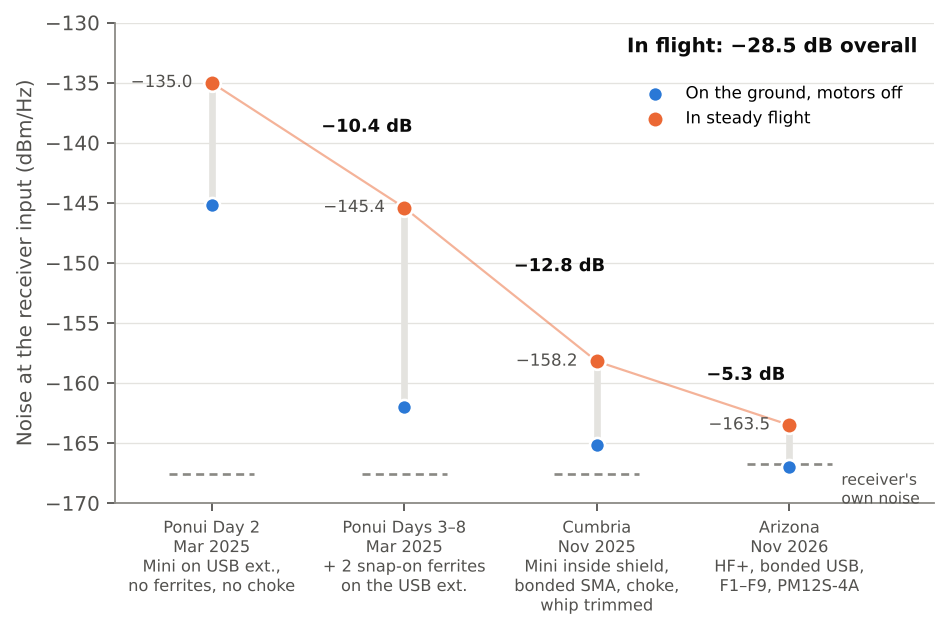 In flight: −28.5 dB overall
On the ground, motors off
In steady flight
Noise at the receiver input (dBm/Hz)
−130
−135
−140
−145
−150
−155
−160
−165
−170
−135.0
−10.4 dB
−145.4
−12.8 dB
−158.2
−5.3 dB
−163.5
receiver's
own noise
Ponui Day 2
Mar 2025
Mini on USB ext.,
no ferrites, no choke
Ponui Days 3–8
Mar 2025
+ 2 snap-on ferrites
on the USB ext.
Cumbria
Nov 2025
Mini inside shield,
bonded SMA, choke,
whip trimmed
Arizona
Nov 2026
HF+, bonded USB,
F1–F9, PM12S-4A